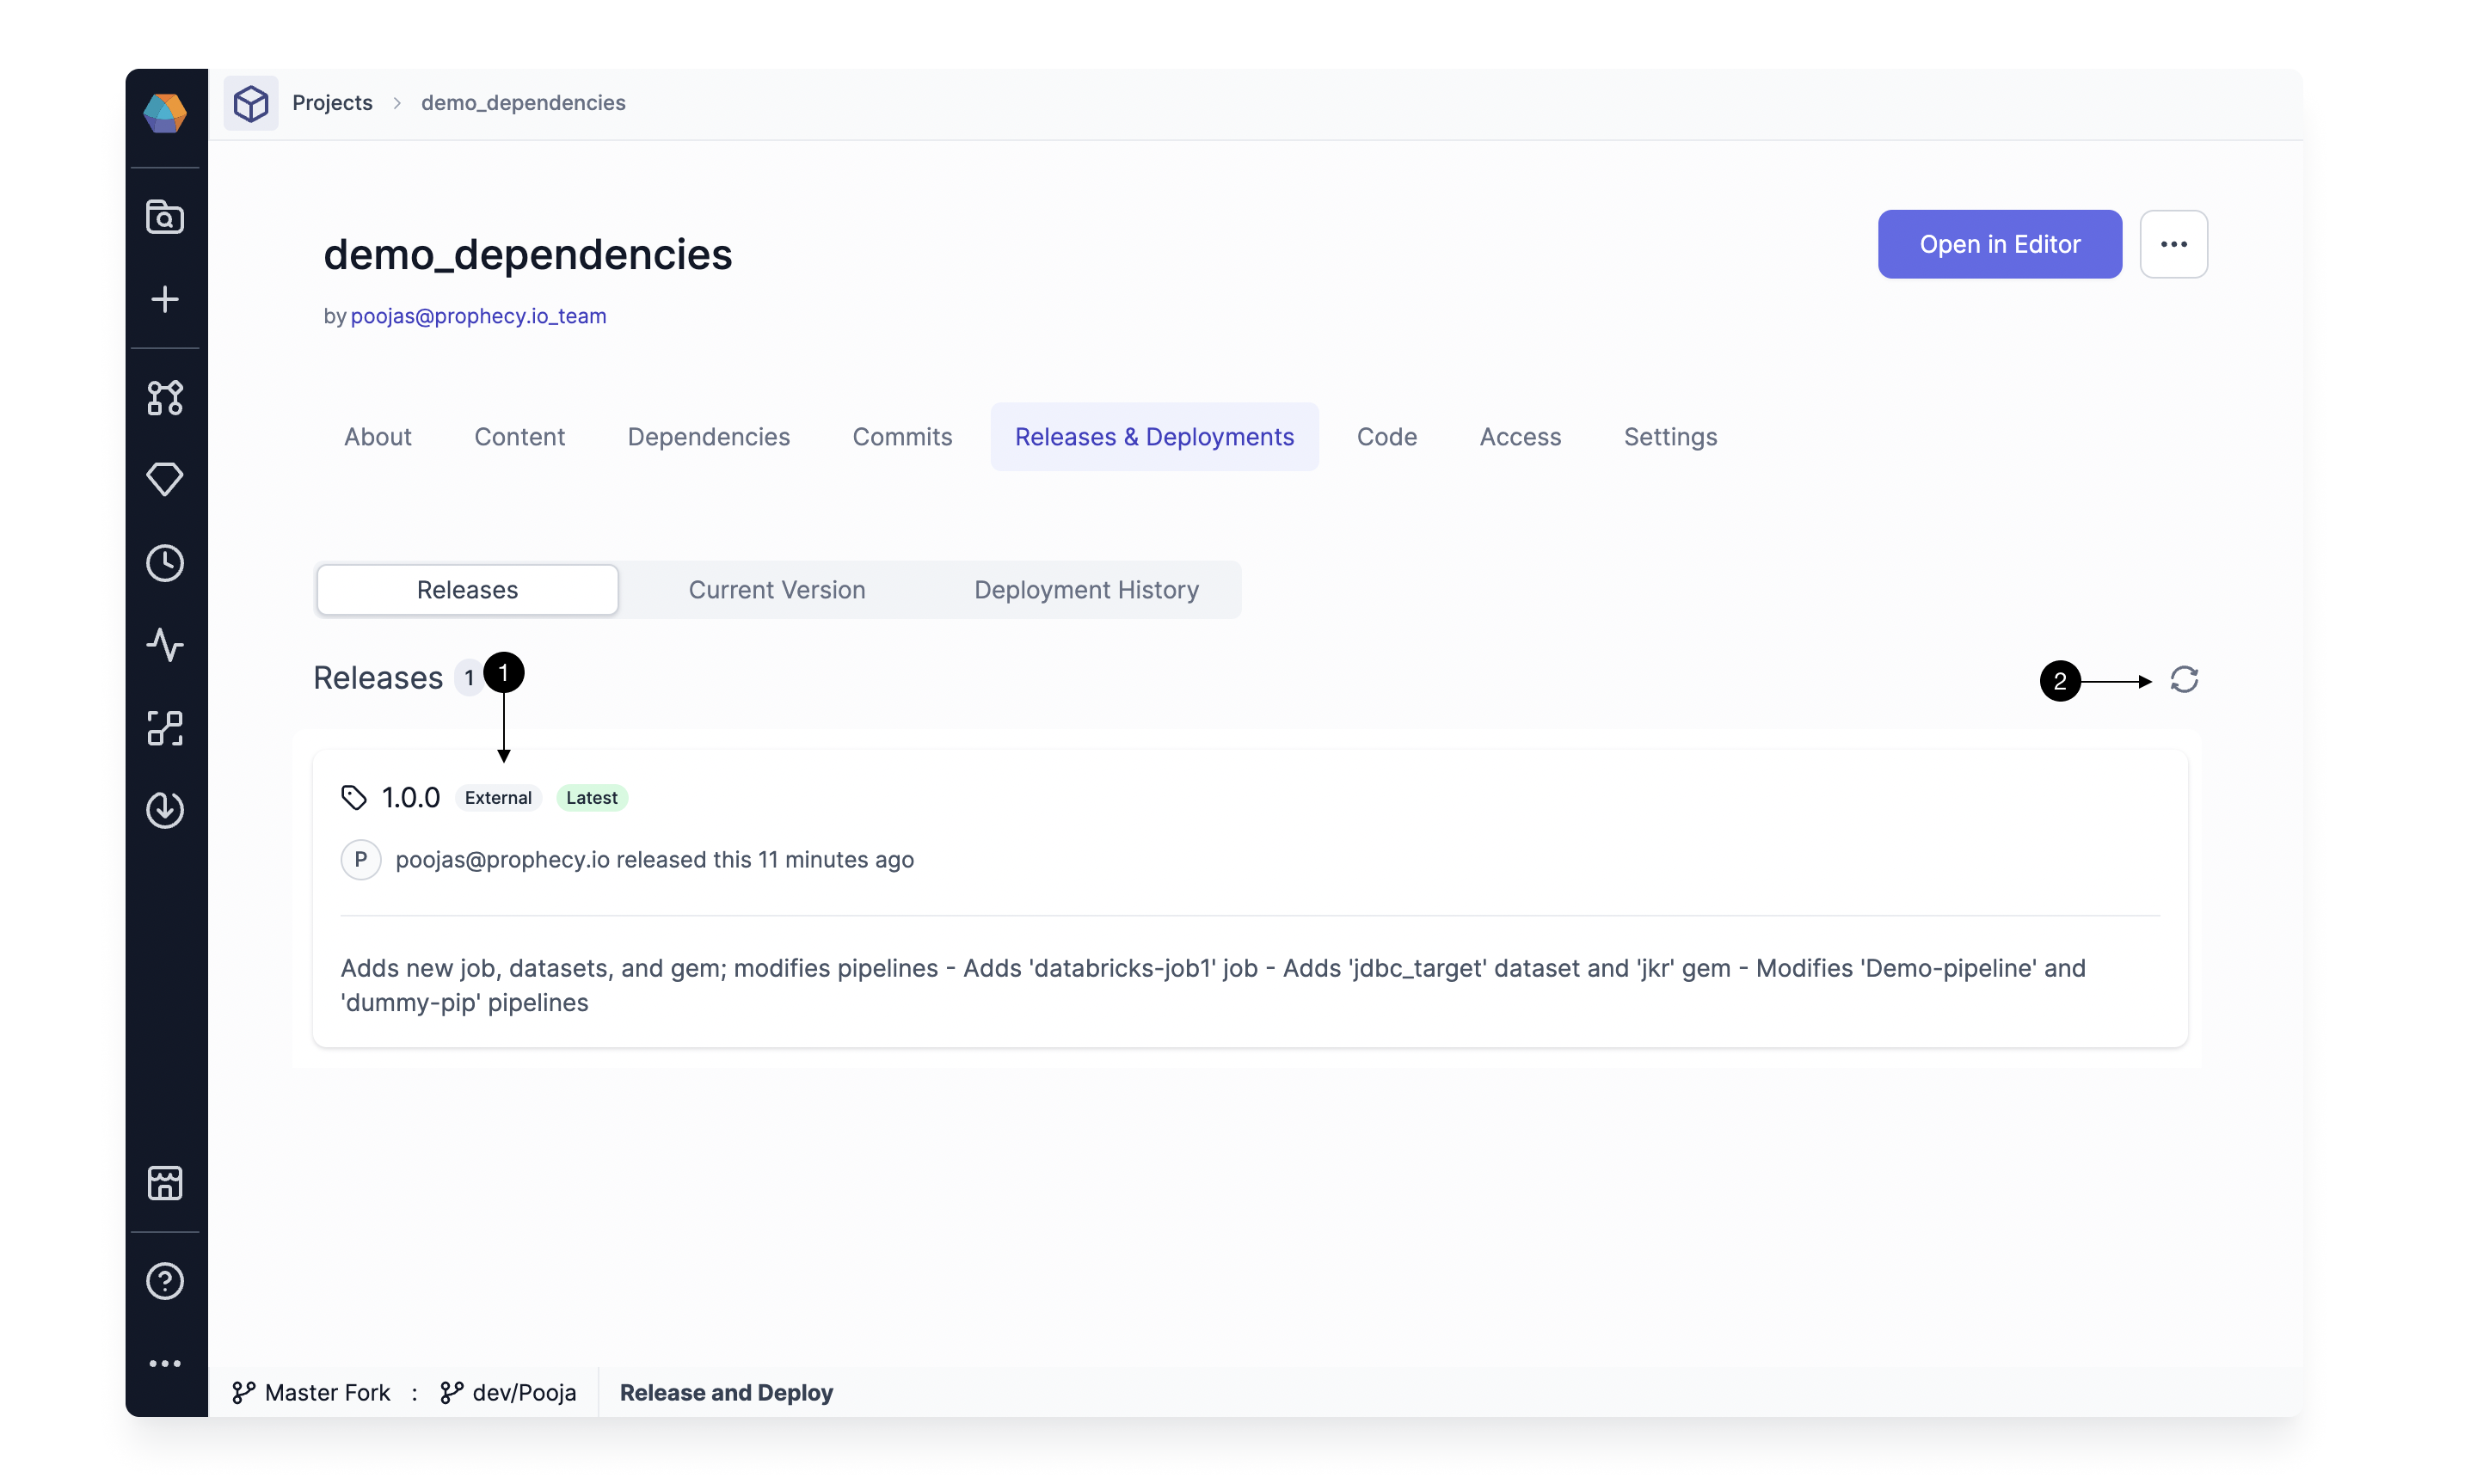 Projects > demo_dependencies
demo_dependencies
Open in Editor
by poojas@prophecy.io_team
About Content Dependencies Commits Releases & Deployments Code Access Settings
Releases Current Version Deployment History
Releases 1 1 2
1.0.0 External Latest
P poojas@prophecy.io released this 11 minutes ago
Adds new job, datasets, and gem; modifies pipelines - Adds 'databricks-job1' job - Adds 'jdbc_target' dataset and 'jkr' gem - Modifies 'Demo-pipeline' and
'dummy-pip' pipelines
Master Fork : dev/Pooja Release and Deploy